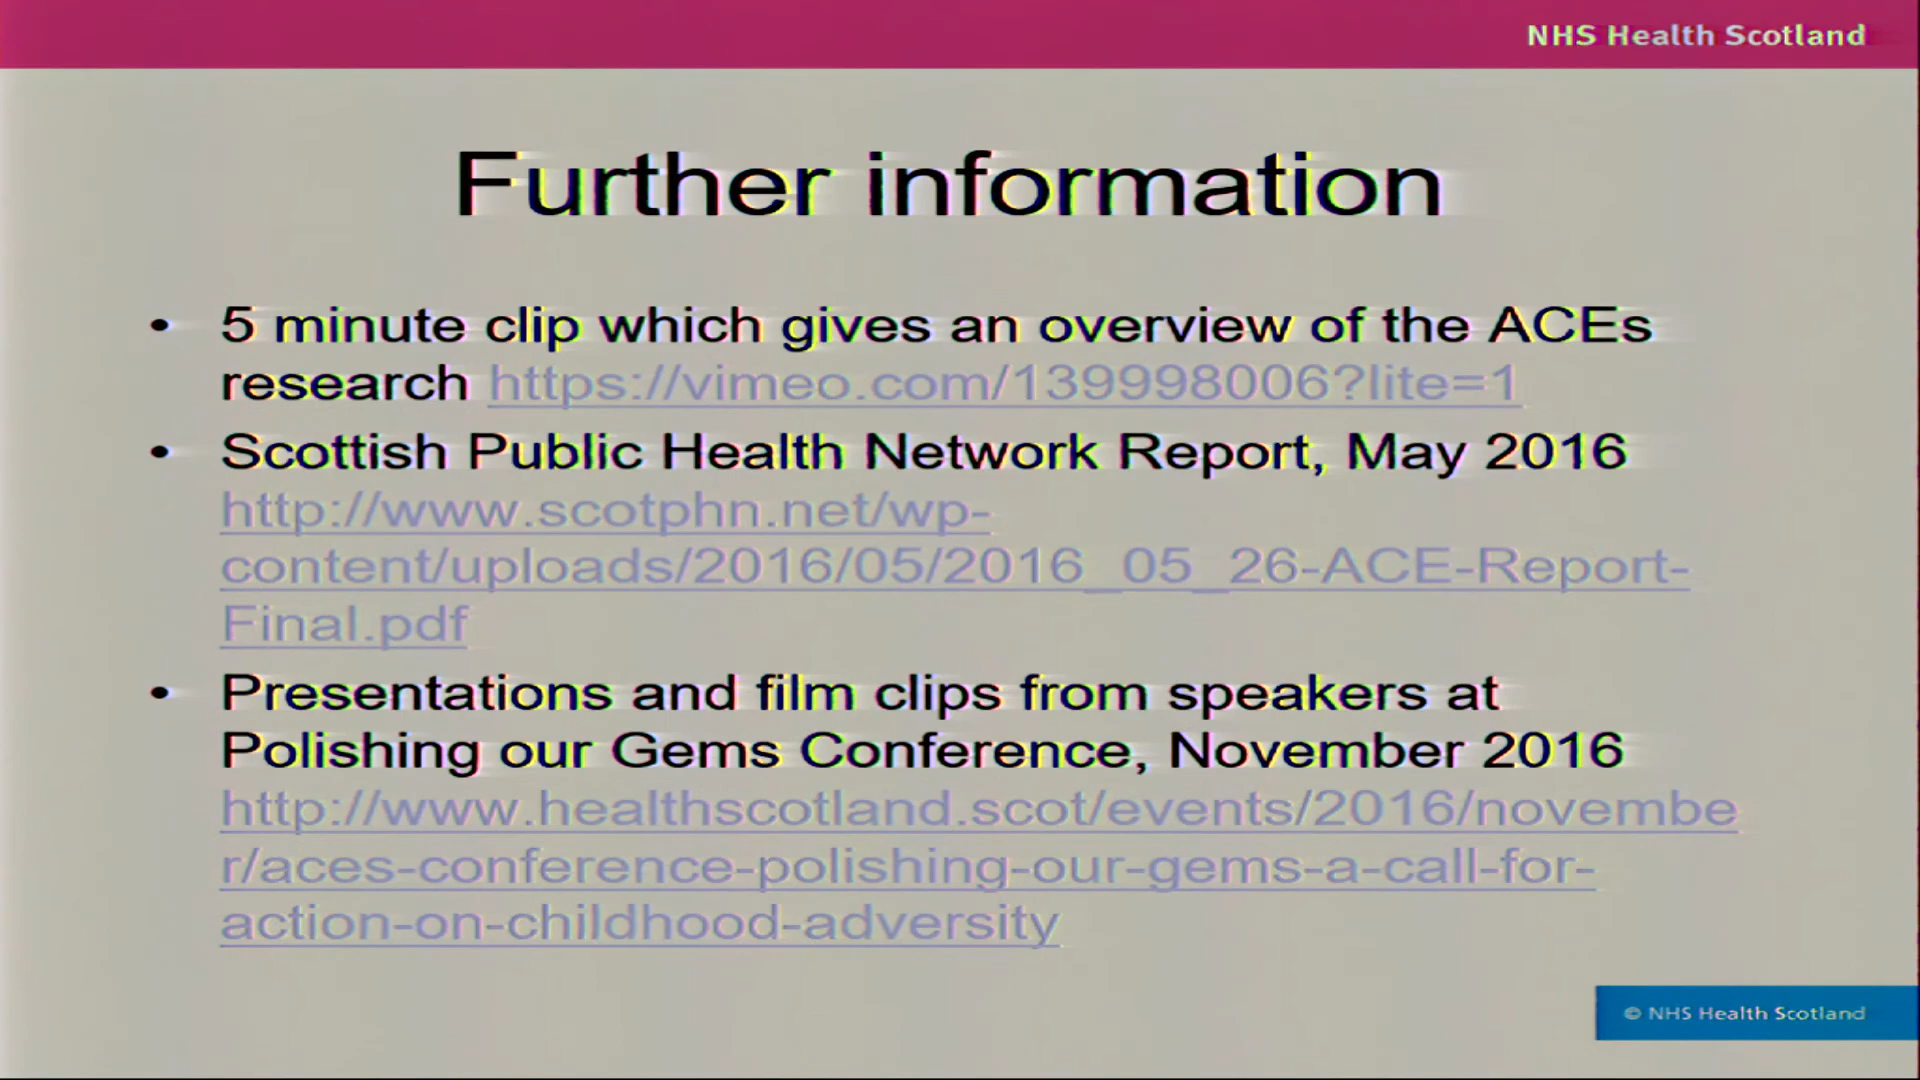 NHS Health Scotland
Further information
• 5 minute clip which gives an overview of the ACEs
research https://vimeo.com/139998006?lite=1
• Scottish Public Health Network Report, May 2016
http://www.scotphn.net/wp-
content/uploads/2016/05/2016_05_26-ACE-Report-
Final.pdf
• Presentations and film clips from speakers at
Polishing our Gems Conference, November 2016
http://www.healthscotland.scot/events/2016/novembe
r/aces-conference-polishing-our-gems-a-call-for-
action-on-childhood-adversity
© NHS Health Scotland